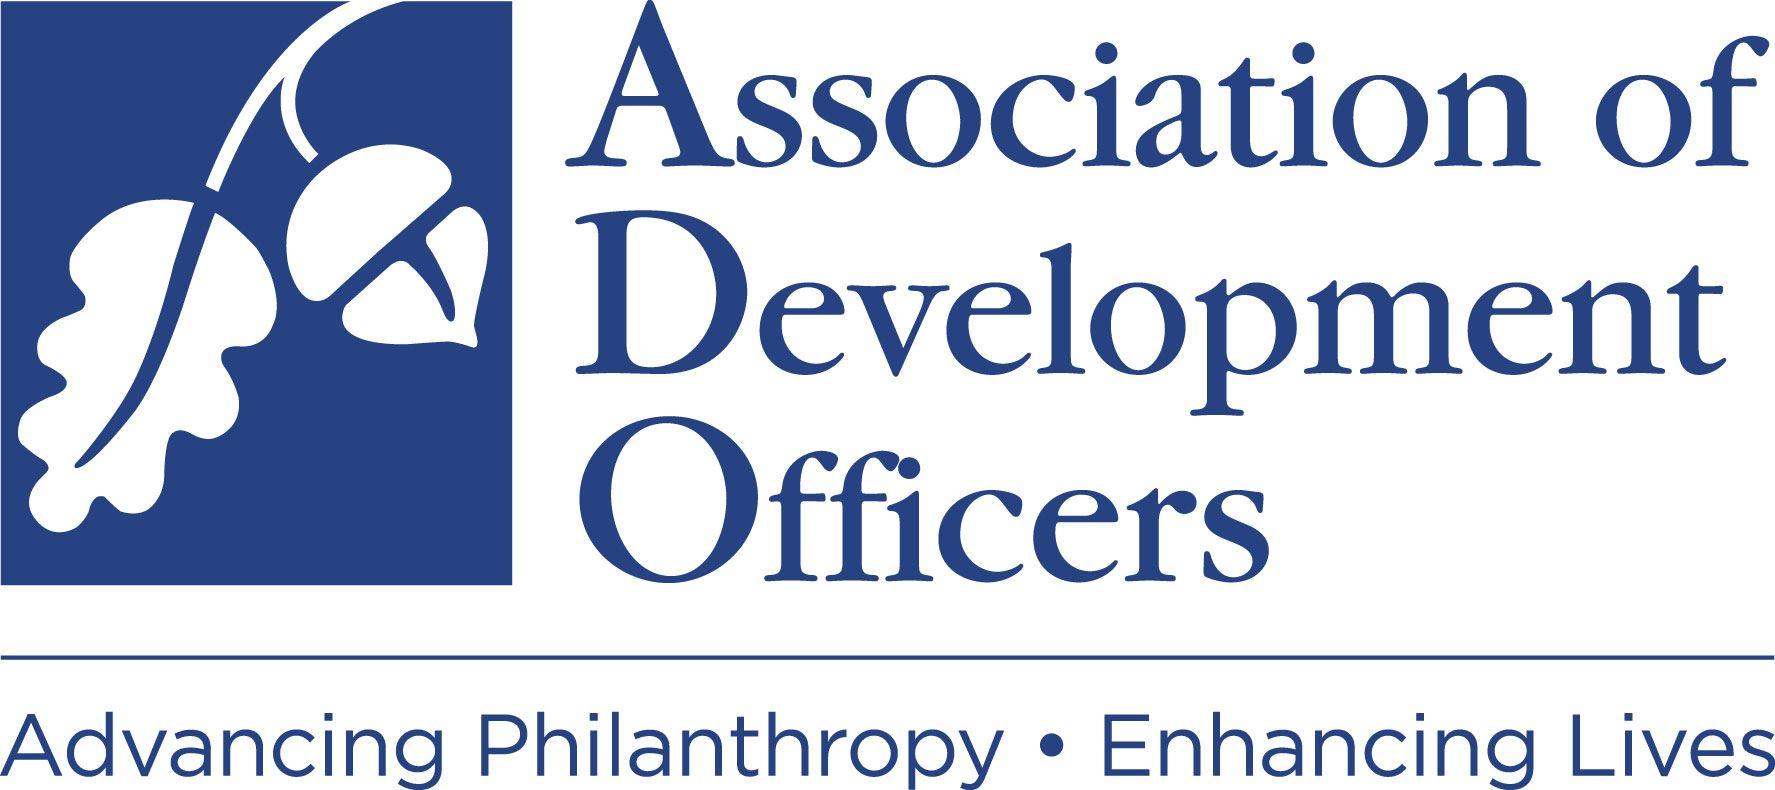 Association of
Development
Officers
Advancing Philanthropy • Enhancing Lives